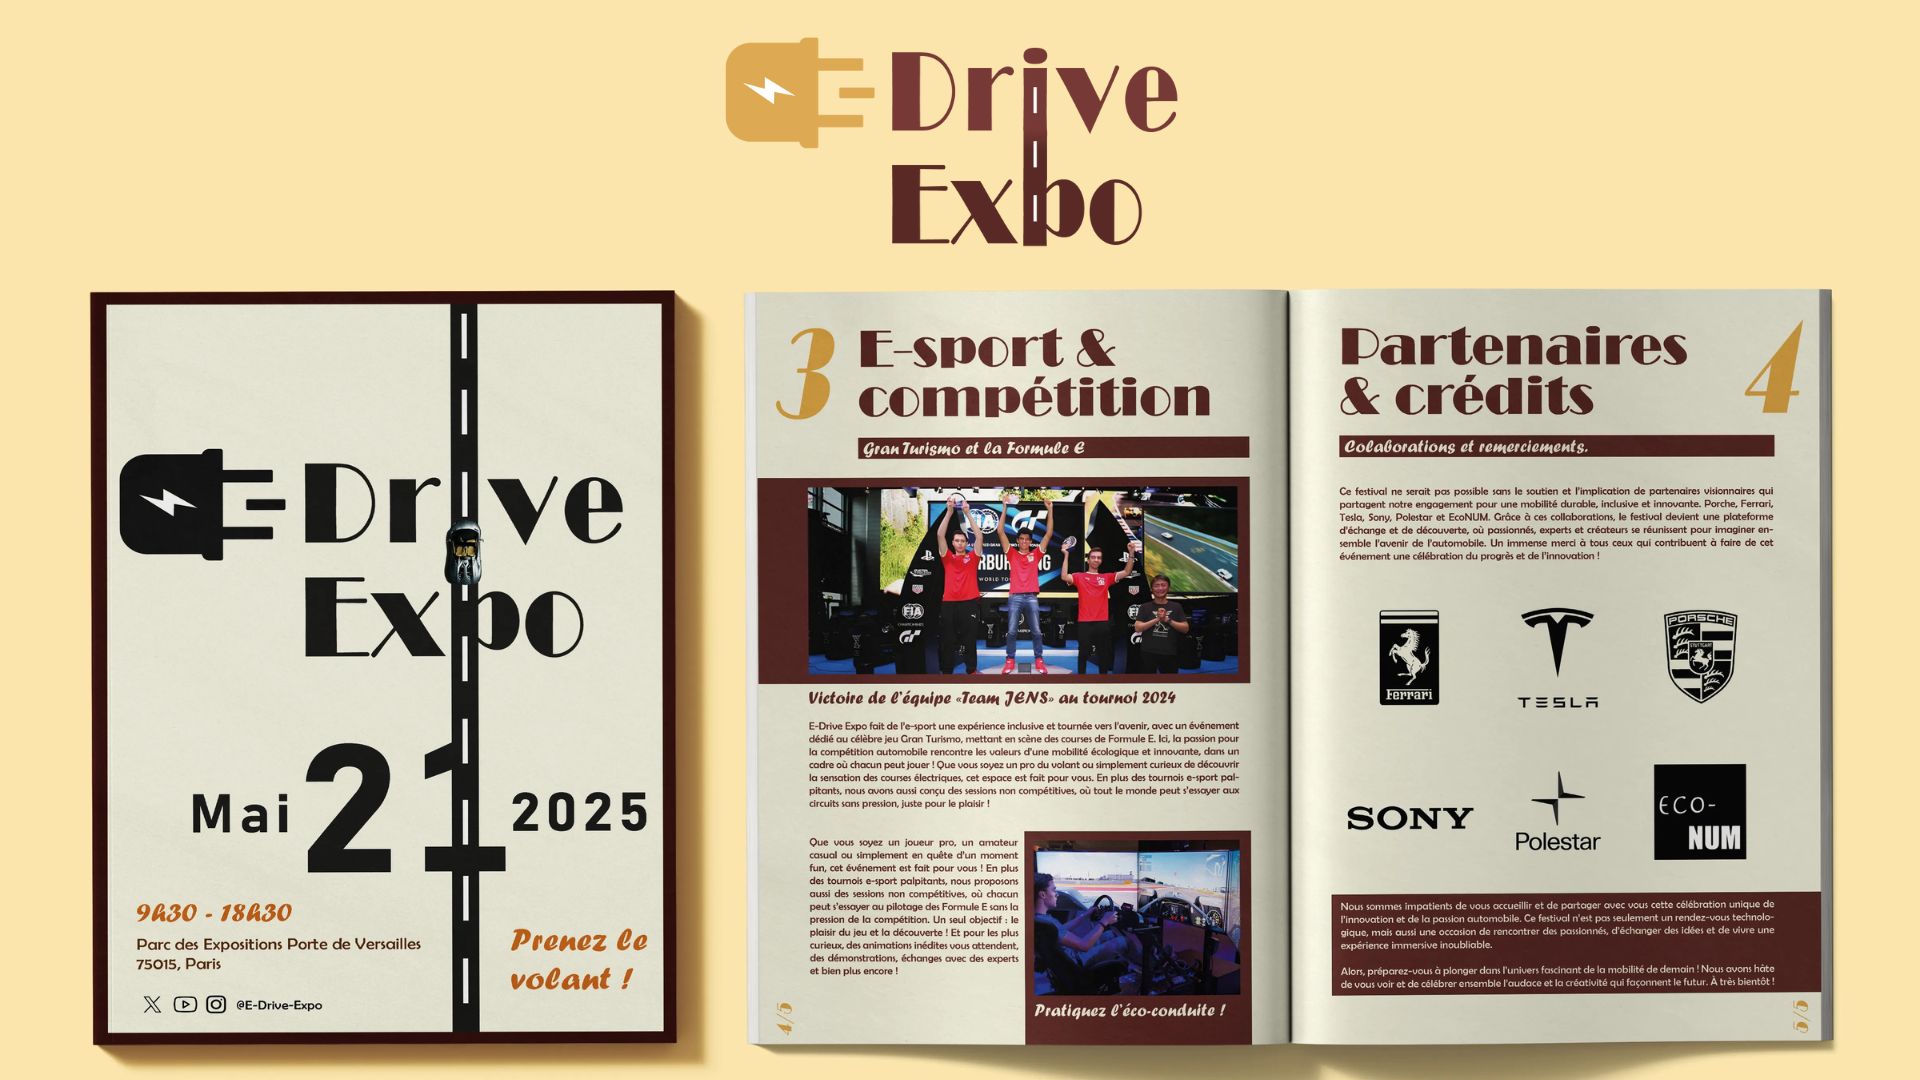 E-Drive
Expo
E-Drive
Expo
Mai 21 2025
9h30 - 18h30
Parc des Expositions Porte de Versailles
75015, Paris
@E-Drive-Expo
Prenez le
volant !
3
E-sport &
compétition
Gran Turismo et la Formule E
FIA
GT
WORLD TOU
FIA
GT
Victoire de l'équipe «Team JENS» au tournoi 2024
E-Drive Expo fait de l'e-sport une expérience inclusive et tournée vers l'avenir, avec un événement
dédié au célèbre jeu Gran Turismo, mettant en scène des courses de Formule E. Ici, la passion pour
la compétition automobile rencontre les valeurs d'une mobilité écologique et innovante, dans un
cadre où chacun peut jouer ! Que vous soyez un pro du volant ou simplement curieux de découvrir
la sensation des courses électriques, cet espace est fait pour vous. En plus des tournois e-sport pal-
pitants, nous avons aussi conçu des sessions non compétitives, où tout le monde peut s'essayer aux
circuits sans pression, juste pour le plaisir !
Que vous soyez un joueur pro, un amateur
casual ou simplement en quête d'un moment
fun, cet événement est fait pour vous ! En plus
des tournois e-sport palpitants, nous proposons
aussi des sessions non compétitives, où chacun
peut s'essayer au pilotage des Formule E sans la
pression de la compétition. Un seul objectif : le
plaisir du jeu et la découverte ! Et pour les plus
curieux, des animations inédites vous attendent,
des démonstrations, échanges avec des experts
et bien plus encore !
Pratiquez l'éco-conduite !
4/5
Partenaires
& crédits
4
Colaborations et remerciements.
Ce festival ne serait pas possible sans le soutien et l'implication de partenaires visionnaires qui
partagent notre engagement pour une mobilité durable, inclusive et innovante. Porche, Ferrari,
Tesla, Sony, Polestar et EcoNUM. Grâce à ces collaborations, le festival devient une plateforme
d'échange et de découverte, où passionnés, experts et créateurs se réunissent pour imaginer en-
semble l'avenir de l'automobile. Un immense merci à tous ceux qui contribuent à faire de cet
événement une célébration du progrès et de l'innovation !
Ferrari
TESLA
PORSCHE
STUTTGART
SONY
Polestar
ECO-
NUM
Nous sommes impatients de vous accueillir et de partager avec vous cette célébration unique de
l'innovation et de la passion automobile. Ce festival n'est pas seulement un rendez-vous technolo-
gique, mais aussi une occasion de rencontrer des passionnés, d'échanger des idées et de vivre une
expérience immersive inoubliable.
Alors, préparez-vous à plonger dans l'univers fascinant de la mobilité de demain ! Nous avons hâte
de vous voir et de célébrer ensemble l'audace et la créativité qui façonnent le futur. À très bientôt !
5/5